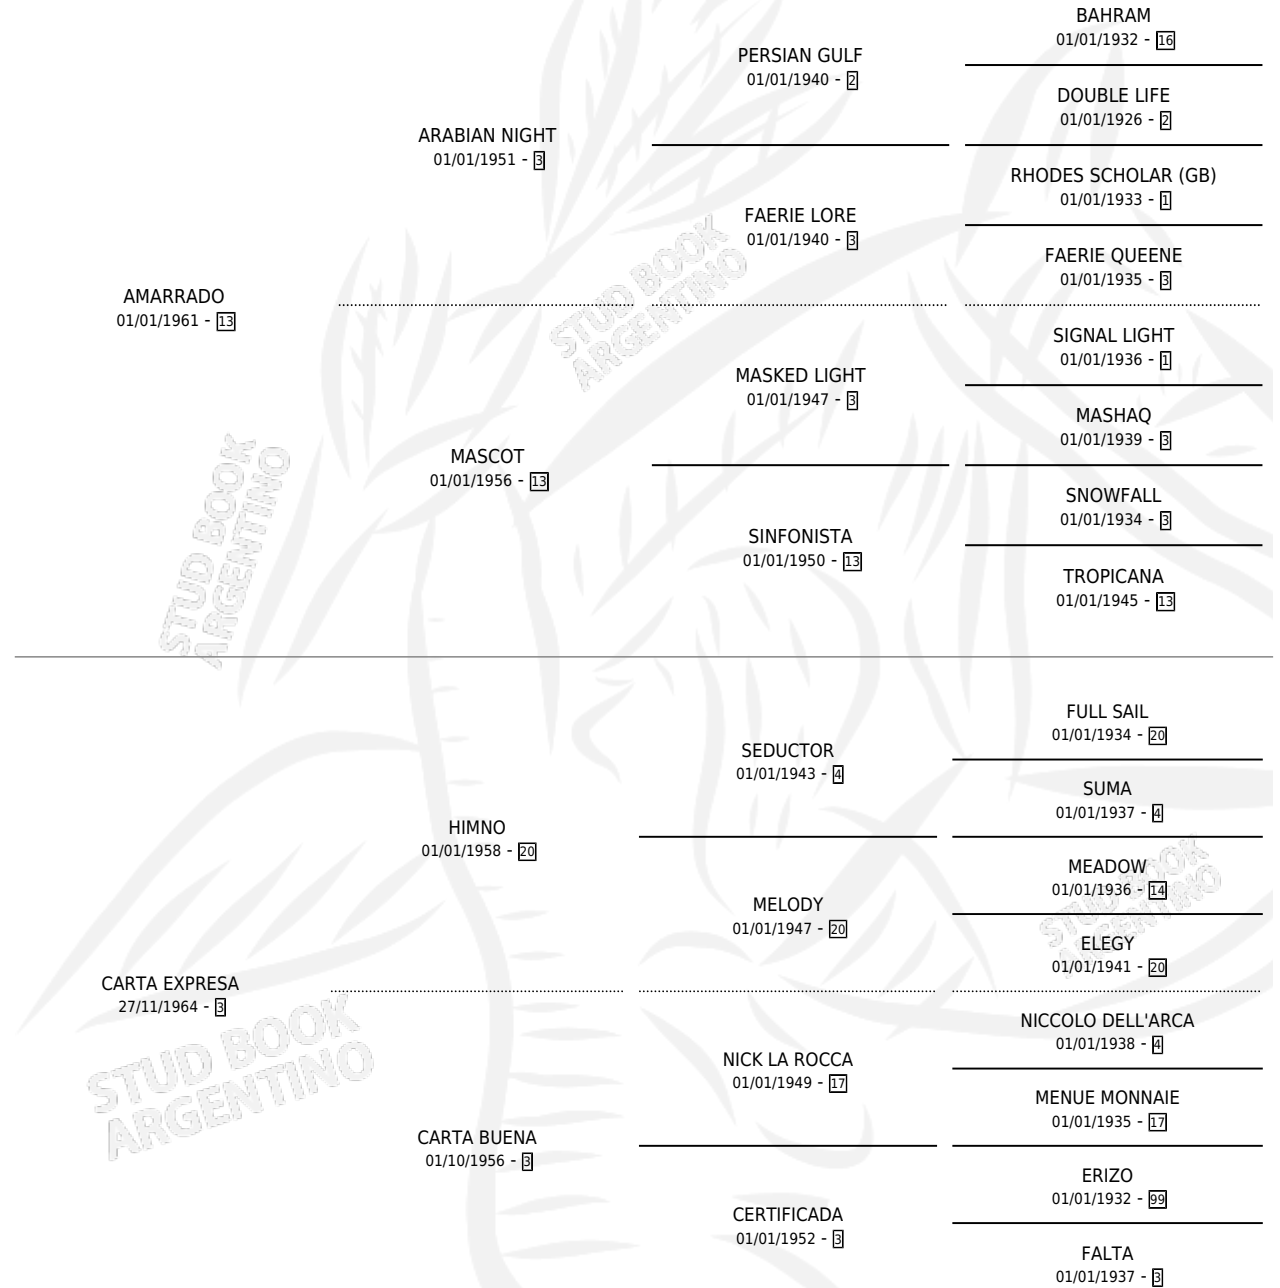 BAHRAM
01/01/1932 - 16
PERSIAN GULF
01/01/1940 - 2
DOUBLE LIFE
01/01/1926 - 2
ARABIAN NIGHT
01/01/1951 - 3
RHODES SCHOLAR (GB)
01/01/1933 - 1
FAERIE LORE
01/01/1940 - 3
FAERIE QUEENE
01/01/1935 - 3
AMARRADO
01/01/1961 - 13
SIGNAL LIGHT
01/01/1936 - 1
MASKED LIGHT
01/01/1947 - 3
MASHAQ
01/01/1939 - 3
MASCOT
01/01/1956 - 13
SNOWFALL
01/01/1934 - 3
SINFONISTA
01/01/1950 - 13
TROPICANA
01/01/1945 - 13
FULL SAIL
01/01/1934 - 20
SEDUCTOR
01/01/1943 - 4
SUMA
01/01/1937 - 4
HIMNO
01/01/1958 - 20
MEADOW
01/01/1936 - 14
MELODY
01/01/1947 - 20
ELEGY
01/01/1941 - 20
CARTA EXPRESA
27/11/1964 - 3
NICCOLO DELL'ARCA
01/01/1938 - 4
NICK LA ROCCA
01/01/1949 - 17
MENUE MONNAIE
01/01/1935 - 17
CARTA BUENA
01/10/1956 - 3
ERIZO
01/01/1932 - 99
CERTIFICADA
01/01/1952 - 3
FALTA
01/01/1937 - 3
STUD BOOK
ARGENTINO
STUD BOOK
ARGENTINO
STUD BOOK
ARGENTINO
STUD BOOK
ARGENTINO